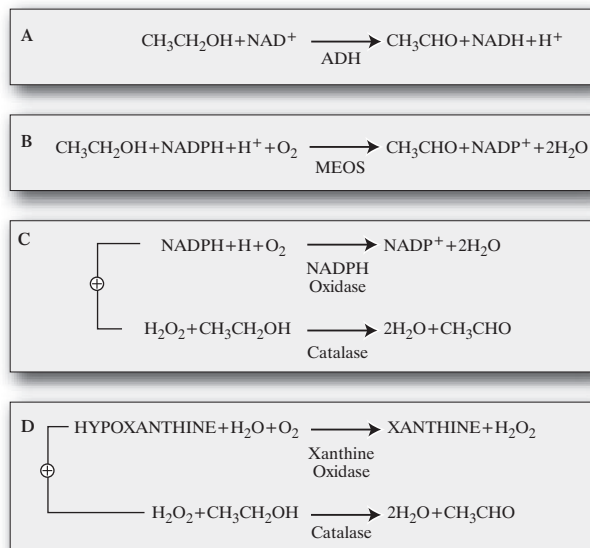 A
CH₃CH₂OH+NAD⁺ → CH₃CHO+NADH+H⁺
ADH
B
CH₃CH₂OH+NADPH+H⁺+O₂ → CH₃CHO+NADP⁺+2H₂O
MEOS
C
NADPH+H+O₂ → NADP⁺+2H₂O
NADPH
Oxidase
⊕
H₂O₂+CH₃CH₂OH → 2H₂O+CH₃CHO
Catalase
D
HYPOXANTHINE+H₂O+O₂ → XANTHINE+H₂O₂
Xanthine
Oxidase
⊕
H₂O₂+CH₃CH₂OH → 2H₂O+CH₃CHO
Catalase